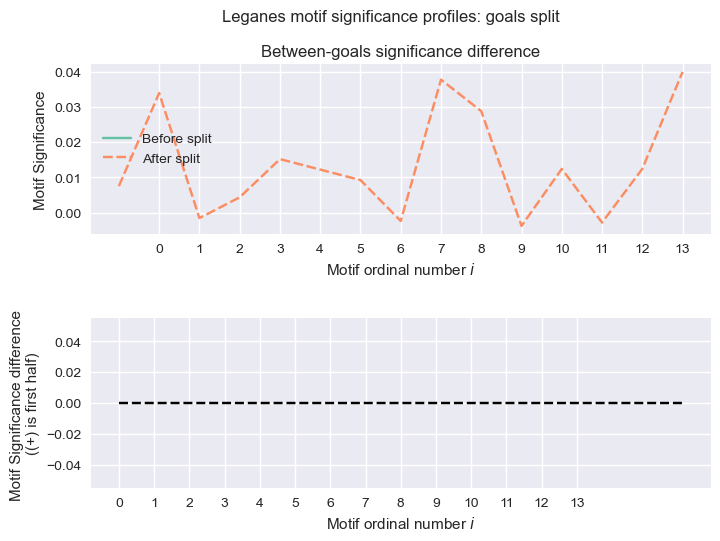 Leganes motif significance profiles: goals split
Between-goals significance difference
Motif Significance
0.04
0.03
0.02
0.01
0.00
Before split
After split
0 1 2 3 4 5 6 7 8 9 10 11 12 13
Motif ordinal number i
Motif Significance difference
((+) is first half)
0.04
0.02
0.00
−0.02
−0.04
0 1 2 3 4 5 6 7 8 9 10 11 12 13
Motif ordinal number i